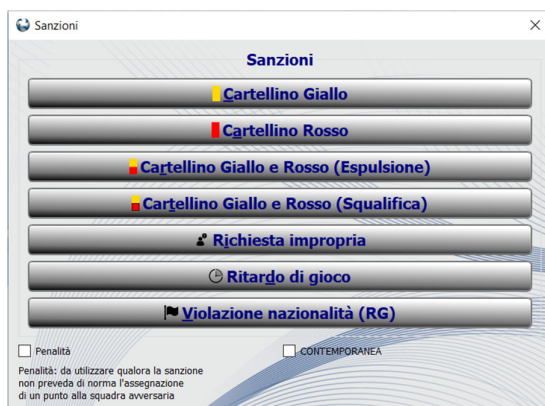 Sanzioni
Sanzioni
Cartellino Giallo
Cartellino Rosso
Cartellino Giallo e Rosso (Espulsione)
Cartellino Giallo e Rosso (Squalifica)
Richiesta impropria
Ritardo di gioco
Violazione nazionalità (RG)
Penalità
CONTEMPORANEA
Penalità: da utilizzare qualora la sanzione
non preveda di norma l'assegnazione
di un punto alla squadra avversaria